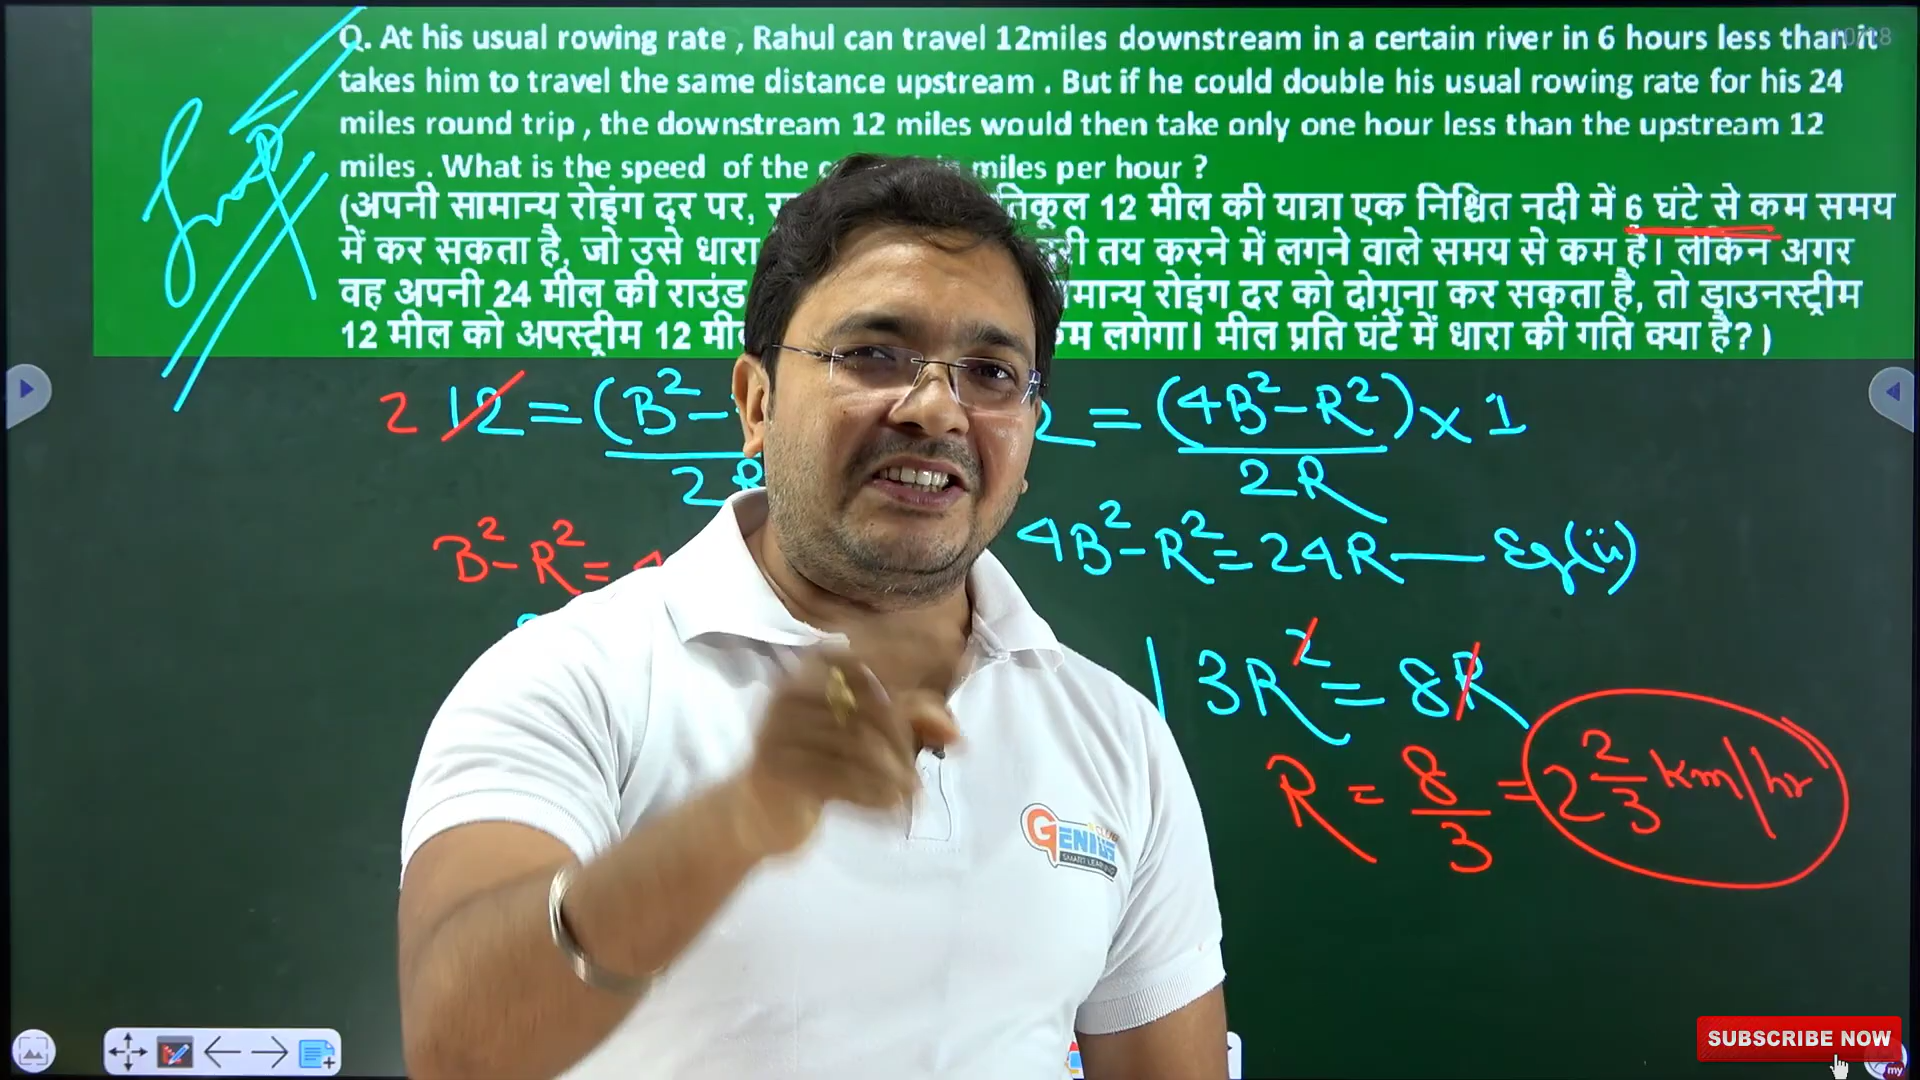 Q. At his usual rowing rate , Rahul can travel 12miles downstream in a certain river in 6 hours less than it
takes him to travel the same distance upstream . But if he could double his usual rowing rate for his 24
miles round trip , the downstream 12 miles would then take only one hour less than the upstream 12
miles . What is the speed of the miles per hour ?
(अपनी सामान्य रोइंग दर पर, 12 मील की यात्रा एक निश्चित नदी में 6 घंटे से कम समय
में कर सकता है, जो उसे धारा तय करने में लगने वाले समय से कम है। लेकिन अगर
वह अपनी 24 मील की राउंड रोइंग दर को दोगुना कर सकता है, तो डाउनस्ट्रीम
12 मील को अपस्ट्रीम 12 लगेगा। मील प्रति घंटे में धारा की गति क्या है? )
2 12 = (B² - 2 = (4B² - R²) × 1
2R 2R
B² - R² = 4B² - R² = 24R — Eq(ii)
3R² = 8R
R = 8/3 = 2 2/3 km/hr
GENIUS
SMART LEARNING
SUBSCRIBE NOW
my